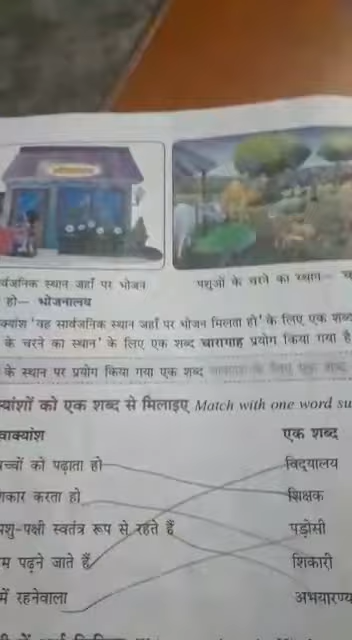 र्वजनिक स्थान जहाँ पर भोजन
हो— भोजनालय
पशुओं के चरने का स्थान—
क्यांश 'वह सार्वजनिक स्थान जहाँ पर भोजन मिलता हो' के लिए एक शब्द
के चरने का स्थान' के लिए एक शब्द चारागाह प्रयोग किया गया है
के स्थान पर प्रयोग किया गया एक शब्द के लिए एक शब्द
्यांशों को एक शब्द से मिलाइए Match with one word su
वाक्यांश एक शब्द
च्चों को पढ़ाता हो विद्यालय
कार करता हो शिक्षक
शु-पक्षी स्वतंत्र रूप से रहते हैं पड़ोसी
म पढ़ने जाते हैं शिकारी
में रहनेवाला अभयारण्य